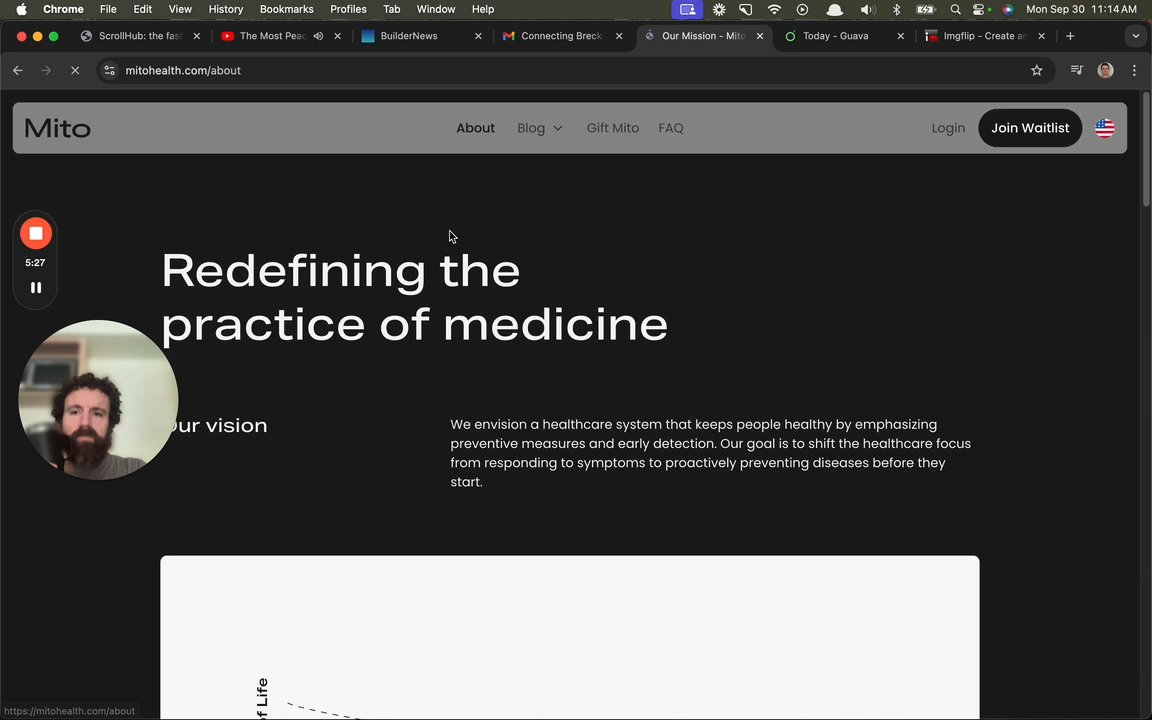 Chrome File Edit View History Bookmarks Profiles Tab Window Help Mon Sep 30 11:14 AM
ScrollHub: the fas The Most Peac BuilderNews Connecting Breck Our Mission - Mito Today - Guava Imgflip - Create an
mitohealth.com/about
Mito About Blog Gift Mito FAQ Login Join Waitlist
5:27
Redefining the
practice of medicine
Our vision
We envision a healthcare system that keeps people healthy by emphasizing
preventive measures and early detection. Our goal is to shift the healthcare focus
from responding to symptoms to proactively preventing diseases before they
start.
of Life
https://mitohealth.com/about